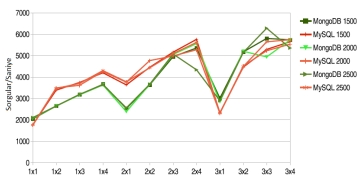 7000
6000
5000
4000
3000
2000
1000
0
Sorgular/Saniye
1x1 1x2 1x3 1x4 2x1 2x2 2x3 2x4 3x1 3x2 3x3 3x4
MongoDB 1500
MySQL 1500
MongoDB 2000
MySQL 2000
MongoDB 2500
MySQL 2500